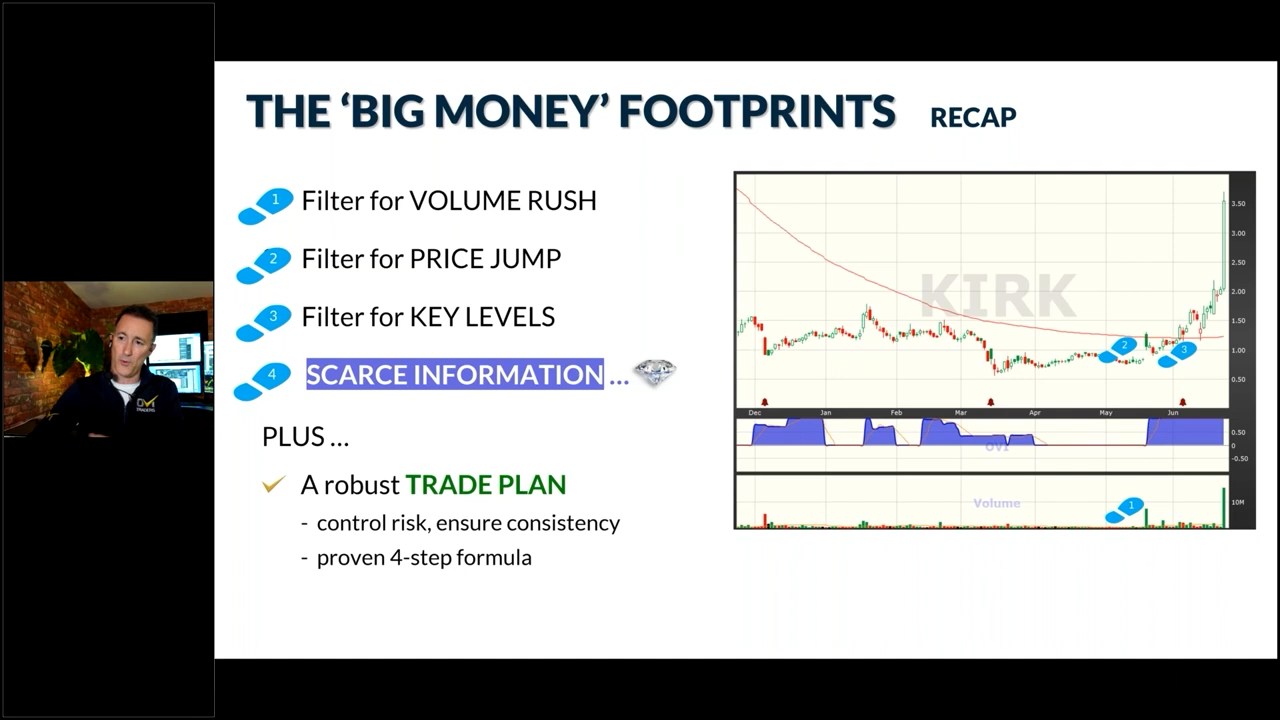 THE ‘BIG MONEY’ FOOTPRINTS RECAP
1 Filter for VOLUME RUSH
2 Filter for PRICE JUMP
3 Filter for KEY LEVELS
4 SCARCE INFORMATION ...
PLUS ...
A robust TRADE PLAN
- control risk, ensure consistency
- proven 4-step formula
KIRK
3.50
3.00
2.50
2.00
1.50
1.00
0.50
2
3
Dec Jan Feb Mar Apr May Jun
OVI
0.50
0
-0.50
Volume
1
10M
OVI
TRADERS